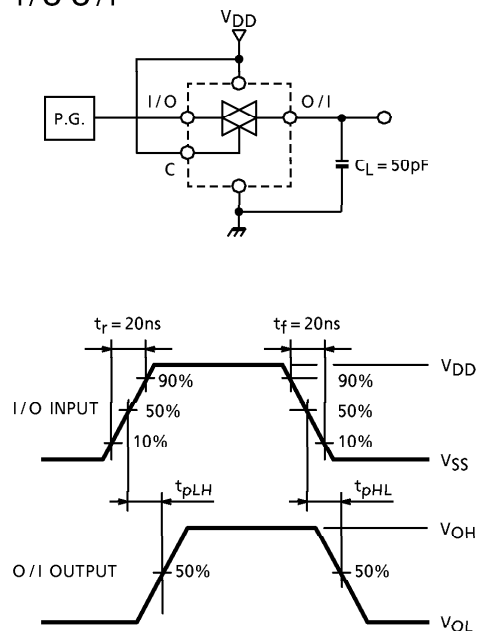 VDD
I/O
O/I
P.G.
C
CL = 50pF
tr = 20ns
tf = 20ns
VDD
90%
90%
I/O INPUT
50%
50%
10%
10%
VSS
tpLH
tpHL
VOH
O/I OUTPUT
50%
50%
VOL